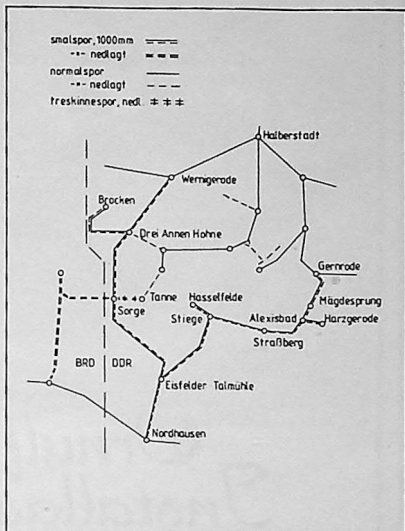 smalspor, 1000mm
-"- nedlagt
normalspor
-"- nedlagt
treskinnespor, nedl.
Halberstadt
Wernigerode
Brocken
Drei Annen Hohne
Gernrode
Tanne
Hasselfelde
Mägdesprung
Sorge
Stiege
Alexisbad
Harzgerode
Straßberg
BRD
DDR
Eisfelder Talmühle
Nordhausen